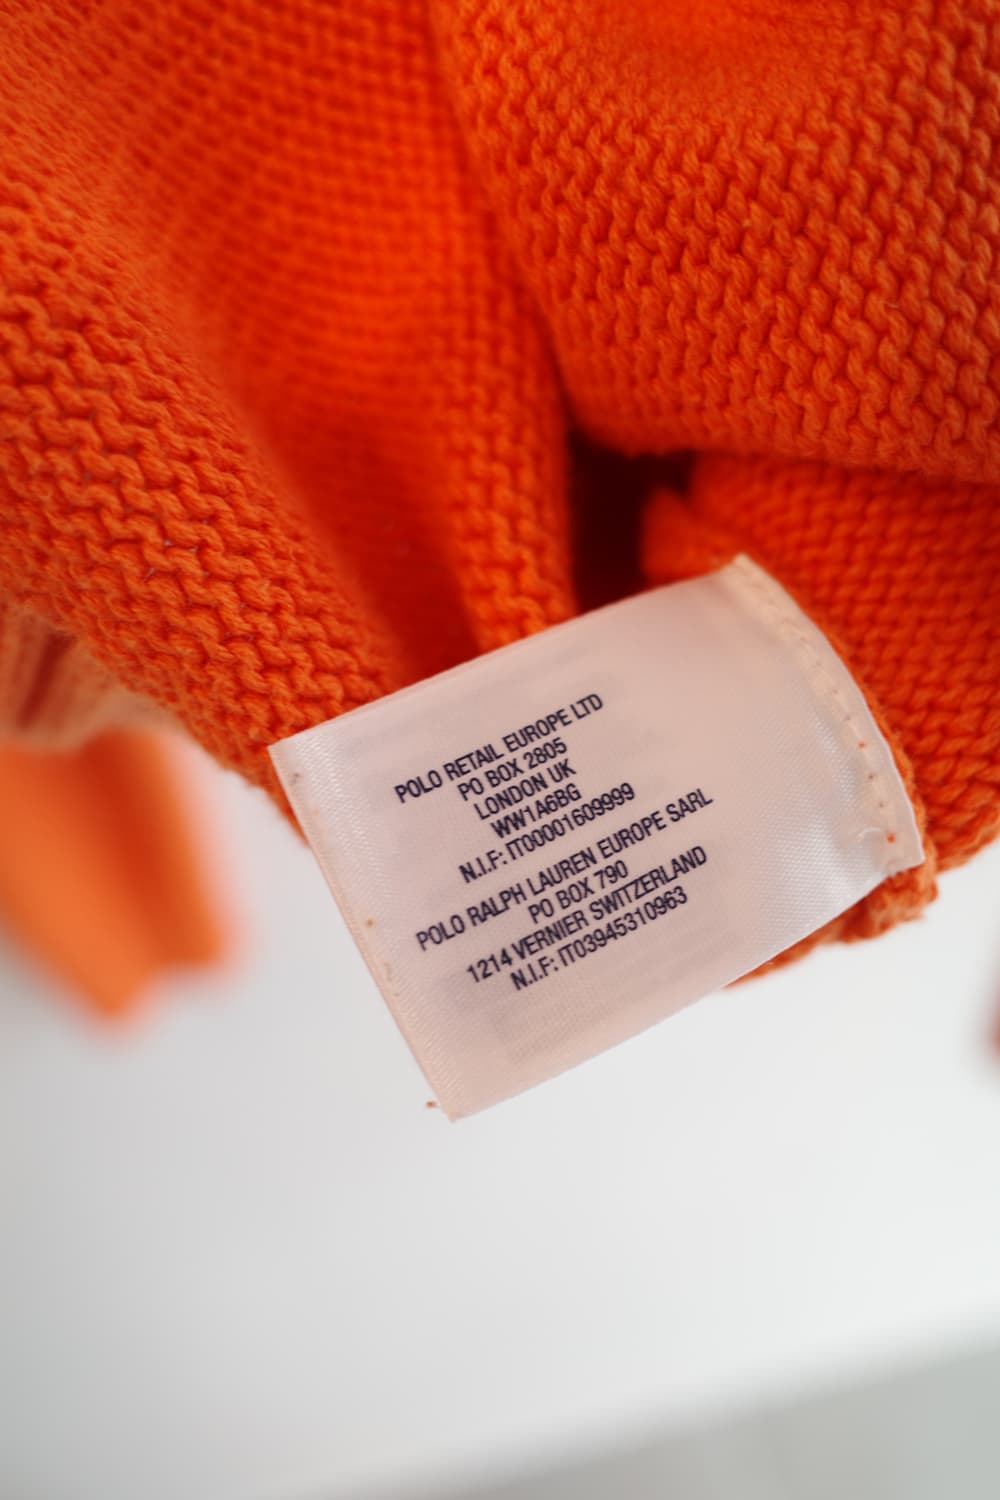 POLO RETAIL EUROPE LTD
PO BOX 2805
LONDON UK
WW1A6BG
N.I.F: IT00001609999
POLO RALPH LAUREN EUROPE SARL
PO BOX 790
1214 VERNIER SWITZERLAND
N.I.F: IT03945310963